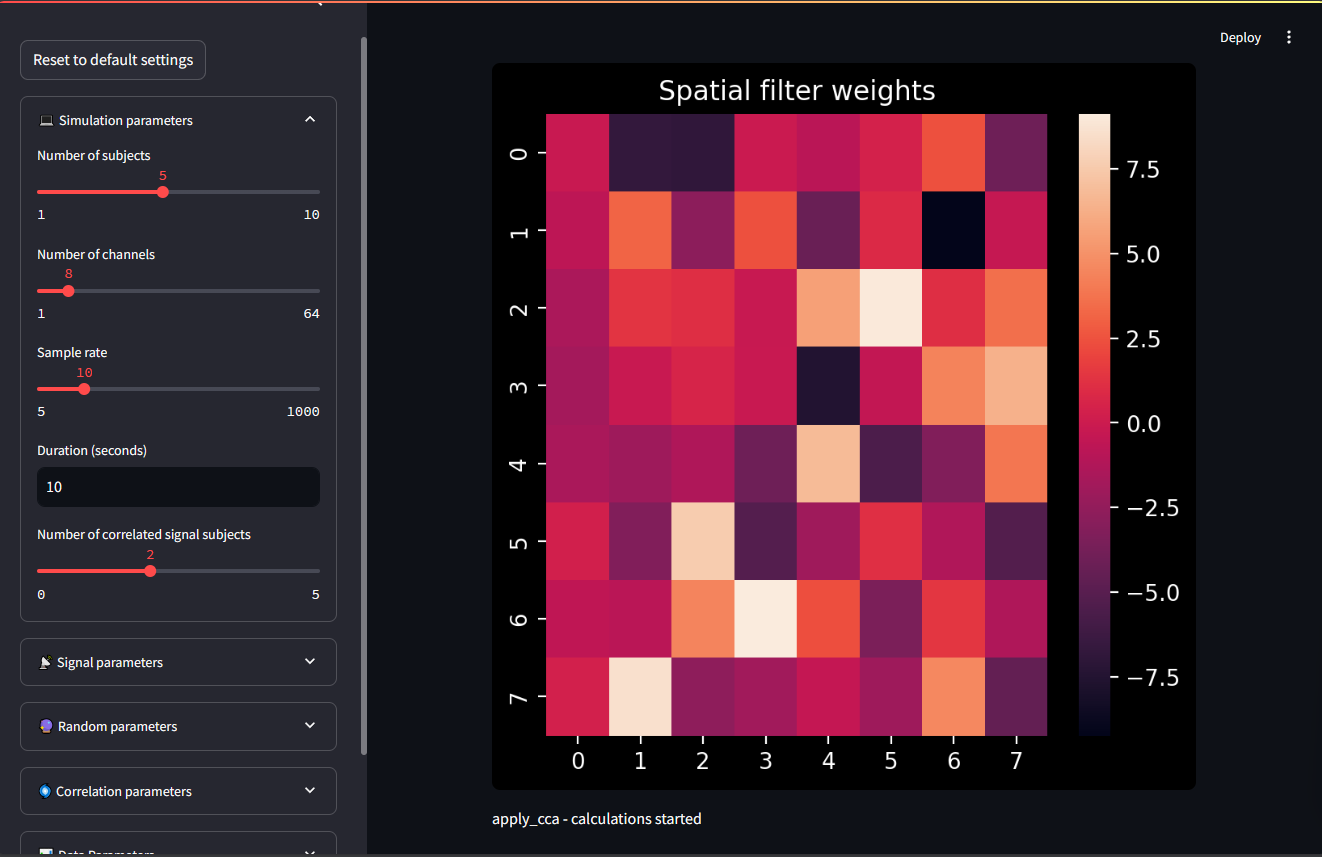 Deploy
Reset to default settings
Simulation parameters
Number of subjects
5
1 10
Number of channels
8
1 64
Sample rate
10
5 1000
Duration (seconds)
10
Number of correlated signal subjects
2
0 5
Signal parameters
Random parameters
Correlation parameters
Data Parameters
Spatial filter weights
0
1
2
3
4
5
6
7
0 1 2 3 4 5 6 7
7.5
5.0
2.5
0.0
−2.5
−5.0
−7.5
apply_cca - calculations started